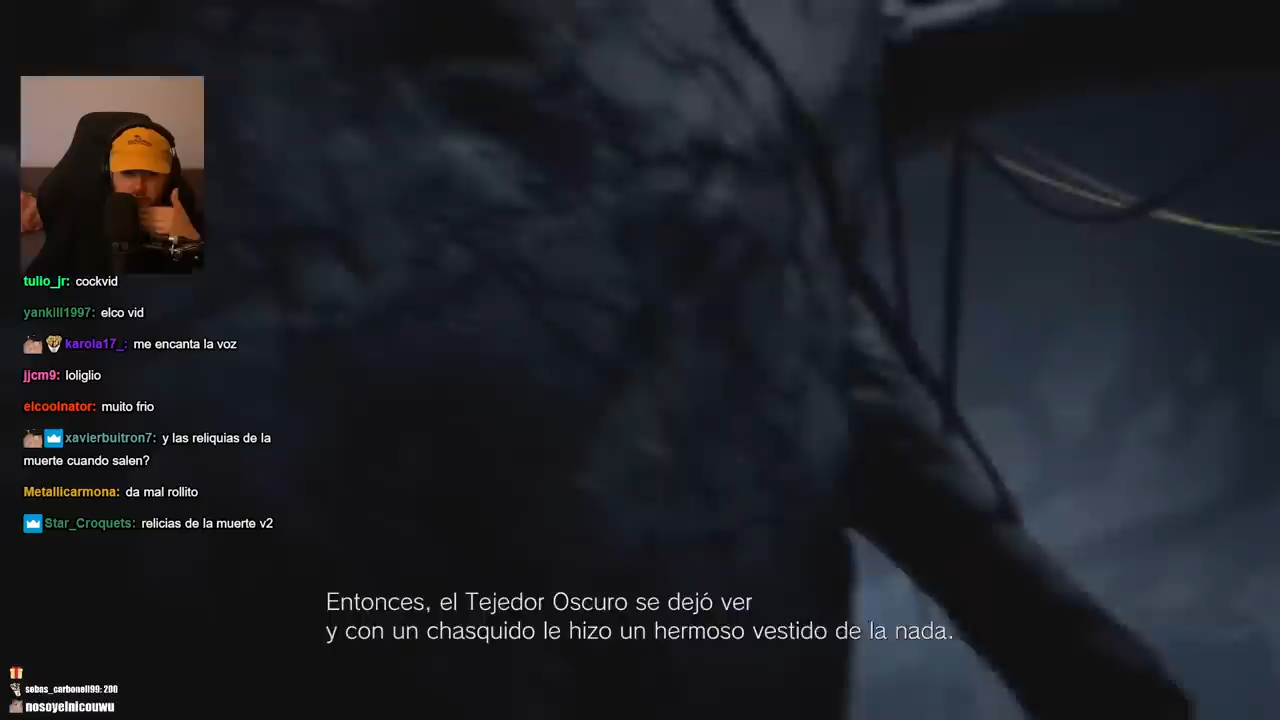 tulio_jr: cockvid
yankill1997: elco vid
karola17_: me encanta la voz
jjcm9: loliglio
elcoolnator: muito frio
xavierbuitron7: y las reliquias de la
muerte cuando salen?
Metallicarmona: da mal rollito
Star_Croquets: relicias de la muerte v2
Entonces, el Tejedor Oscuro se dejó ver
y con un chasquido le hizo un hermoso vestido de la nada.
sebas_carbonell99: 200
nosoyelnicouwu